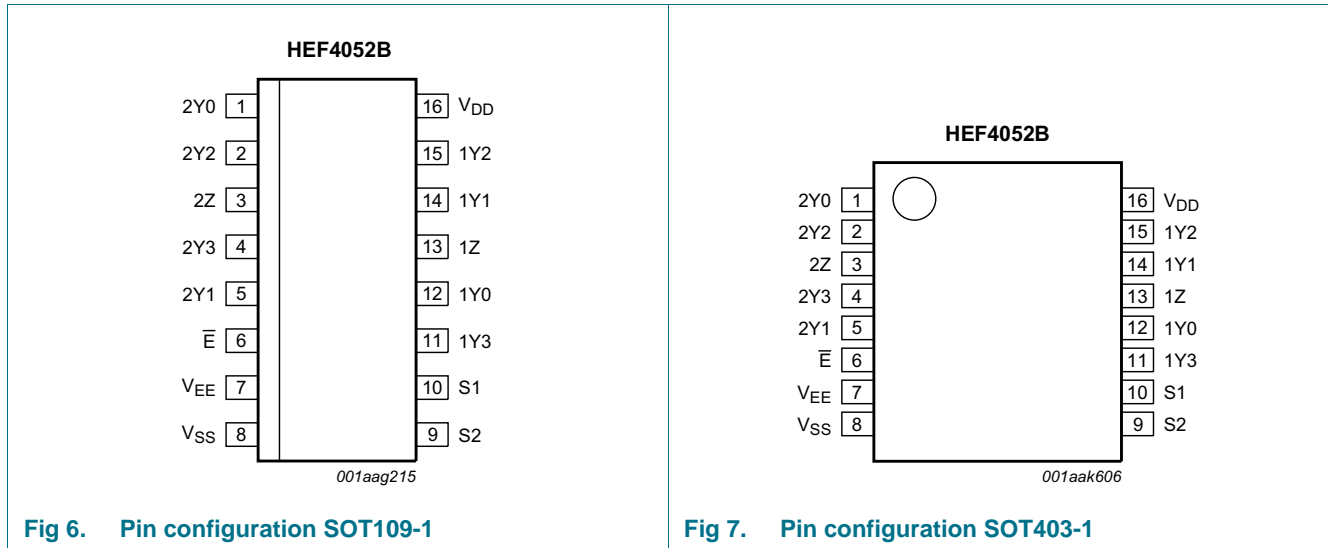 HEF4052B
2Y0 1 16 VDD
2Y2 2 15 1Y2
2Z 3 14 1Y1
2Y3 4 13 1Z
2Y1 5 12 1Y0
E̅ 6 11 1Y3
VEE 7 10 S1
VSS 8 9 S2
001aag215
Fig 6. Pin configuration SOT109-1
HEF4052B
2Y0 1 16 VDD
2Y2 2 15 1Y2
2Z 3 14 1Y1
2Y3 4 13 1Z
2Y1 5 12 1Y0
E̅ 6 11 1Y3
VEE 7 10 S1
VSS 8 9 S2
001aak606
Fig 7. Pin configuration SOT403-1